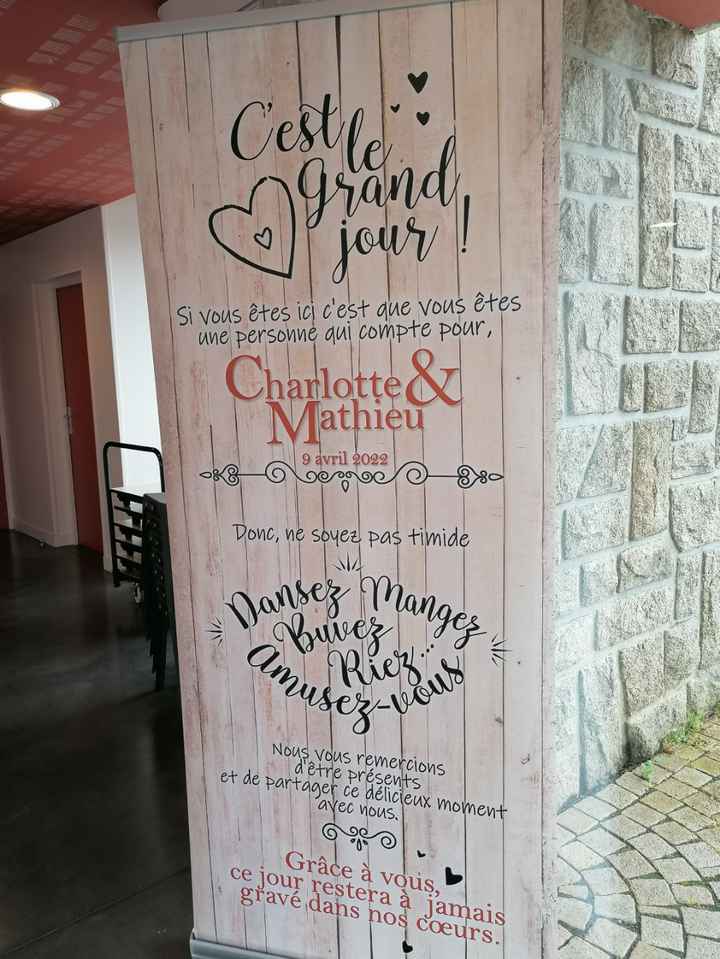 C'est
le
grand
jour !
Si vous êtes ici c'est que vous êtes
une personne qui compte pour,
Charlotte &
Mathieu
9 avril 2022
Donc, ne soyez pas timide
Dansez Mangez
Buvez
Riez...
Amusez-vous
Nous vous remercions
d'être présents
et de partager ce délicieux moment
avec nous.
Grâce à vous,
ce jour restera à jamais
gravé dans nos cœurs.